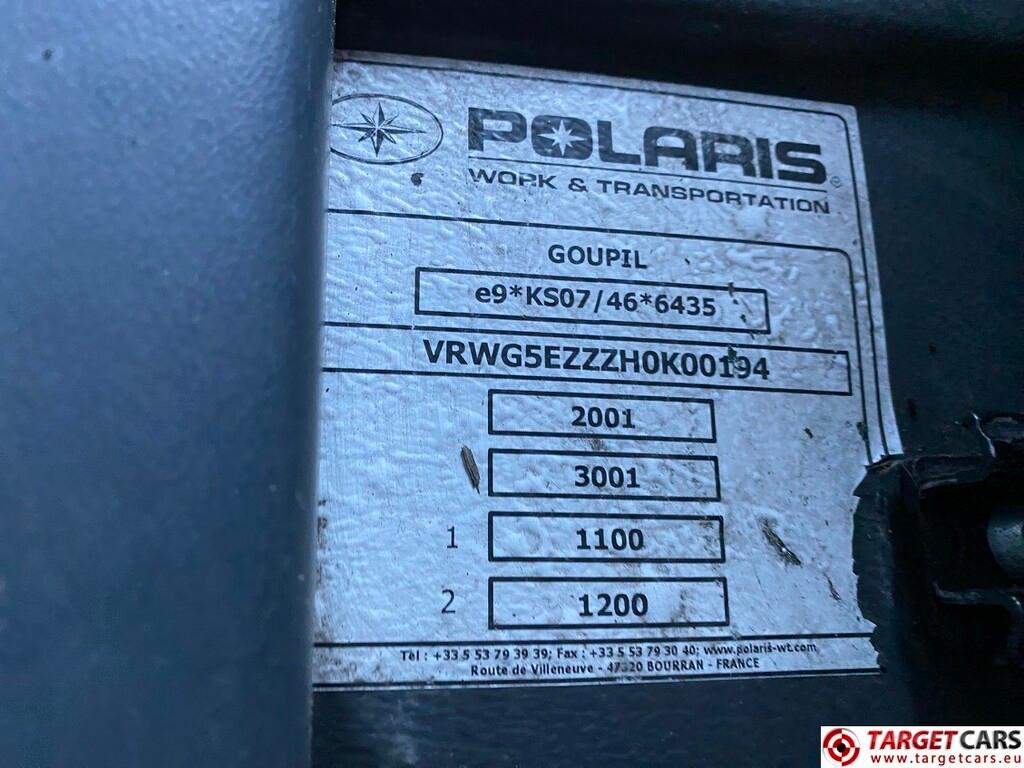 POLARIS®
WORK & TRANSPORTATION
GOUPIL
e9*KS07/46*6435
VRWG5EZZZH0K00194
2001
3001
1 1100
2 1200
Tél : +33 5 53 79 39 39; Fax : +33 5 53 79 30 40; www.polaris-wt.com
Route de Villeneuve - 47320 BOURRAN - FRANCE
TARGETCARS
www.targetcars.eu